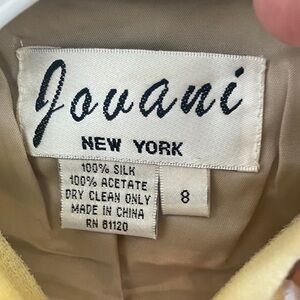 Jovani
NEW YORK
100% SILK
100% ACETATE
DRY CLEAN ONLY
MADE IN CHINA
RN 81120
8